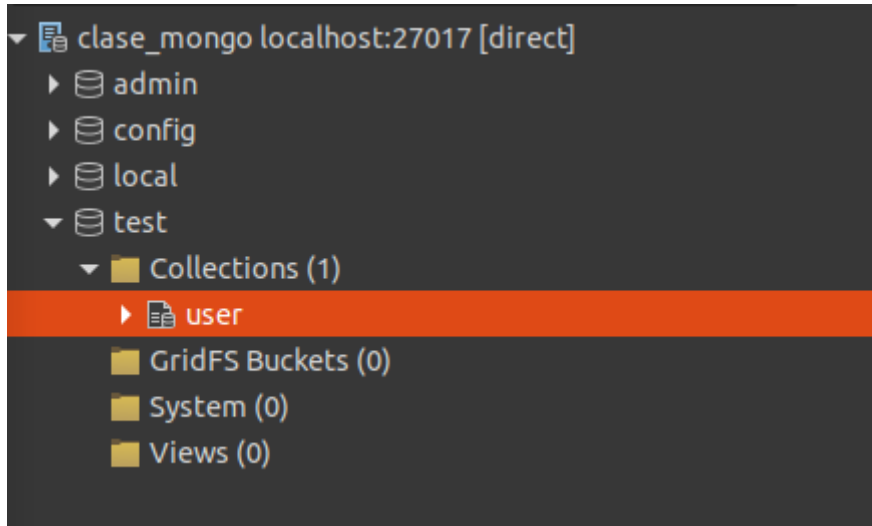 clase_mongo localhost:27017 [direct]
admin
config
local
test
Collections (1)
user
GridFS Buckets (0)
System (0)
Views (0)